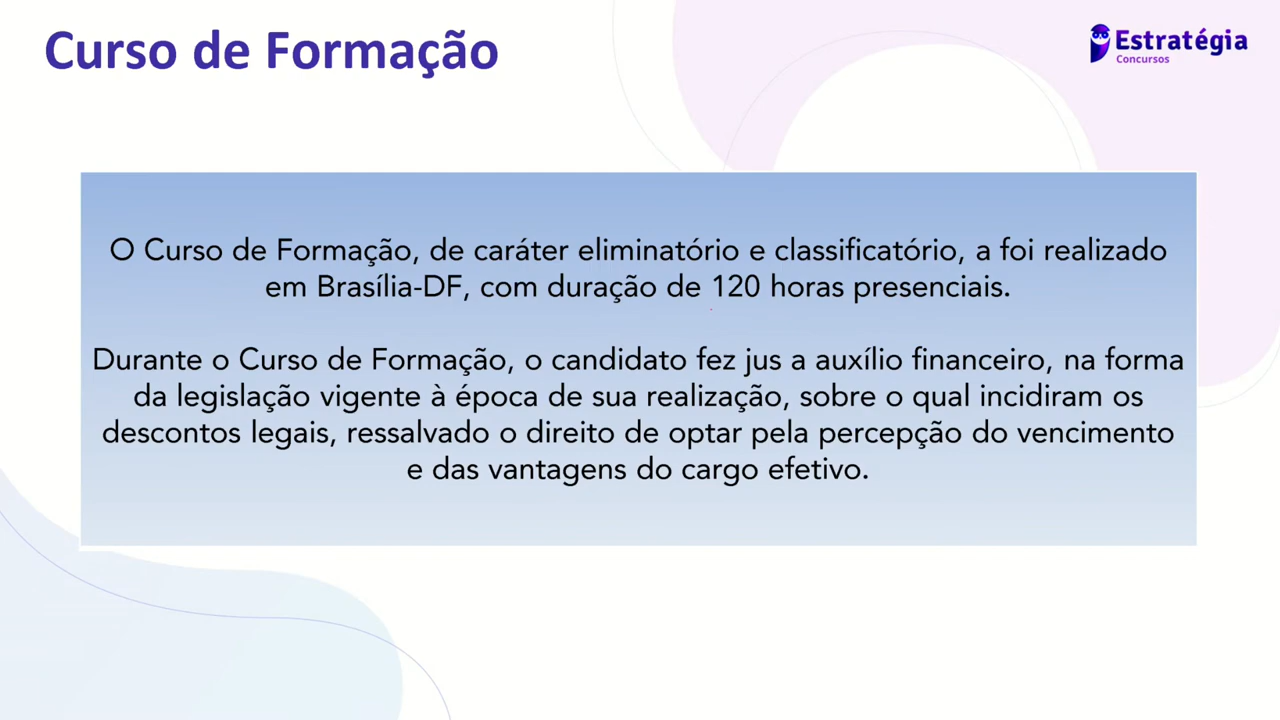 Curso de Formação
Estratégia
Concursos
O Curso de Formação, de caráter eliminatório e classificatório, a foi realizado
em Brasília-DF, com duração de 120 horas presenciais.
Durante o Curso de Formação, o candidato fez jus a auxílio financeiro, na forma
da legislação vigente à época de sua realização, sobre o qual incidiram os
descontos legais, ressalvado o direito de optar pela percepção do vencimento
e das vantagens do cargo efetivo.